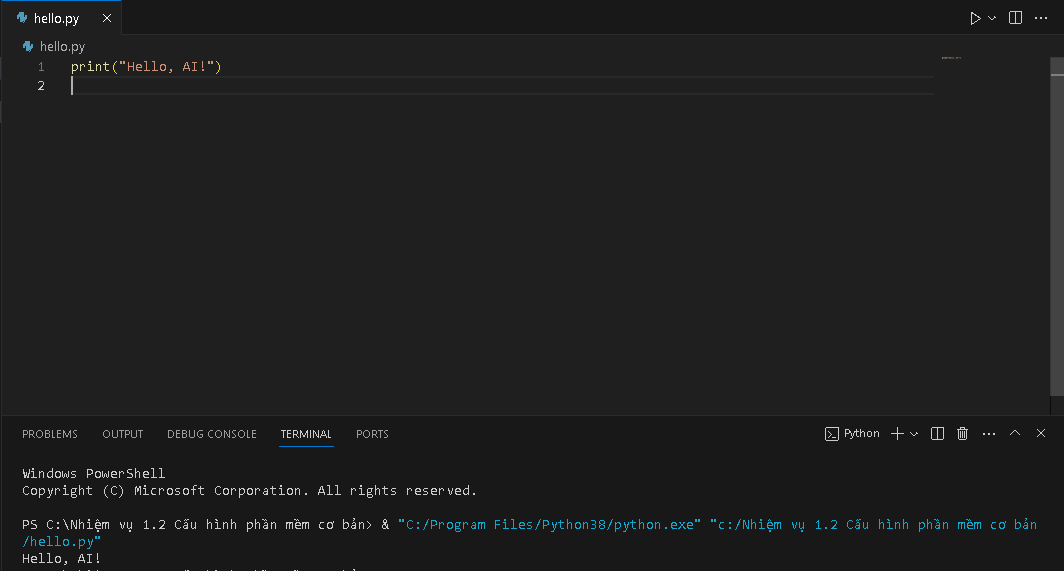 hello.py
hello.py
1 print("Hello, AI!")
2
PROBLEMS OUTPUT DEBUG CONSOLE TERMINAL PORTS Python
Windows PowerShell
Copyright (C) Microsoft Corporation. All rights reserved.
PS C:\Nhiệm vụ 1.2 Cấu hình phần mềm cơ bản> & "C:/Program Files/Python38/python.exe" "c:/Nhiệm vụ 1.2 Cấu hình phần mềm cơ bản
/hello.py"
Hello, AI!